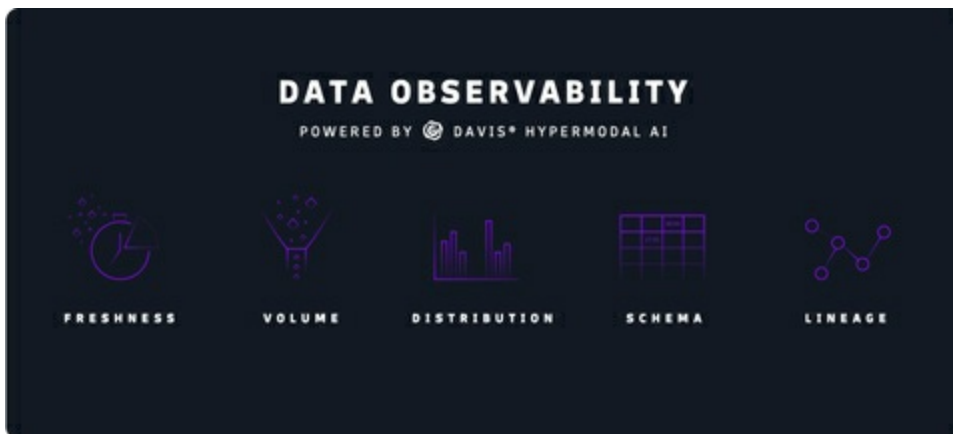 DATA OBSERVABILITY
POWERED BY DAVIS® HYPERMODAL AI
FRESHNESS
VOLUME
DISTRIBUTION
SCHEMA
LINEAGE